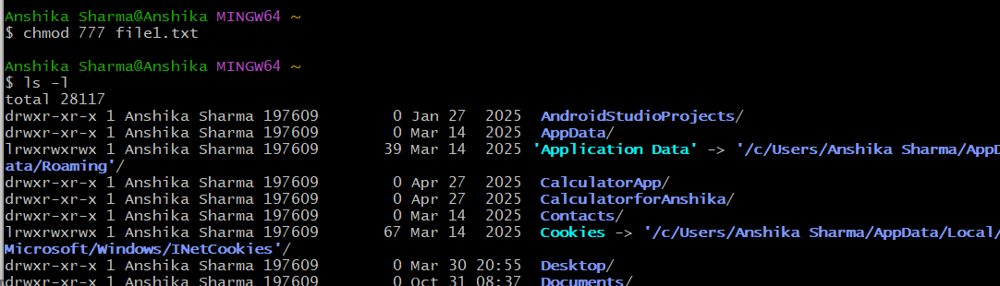 Anshika Sharma@Anshika MINGW64 ~
$ chmod 777 file1.txt
Anshika Sharma@Anshika MINGW64 ~
$ ls -l
total 28117
drwxr-xr-x 1 Anshika Sharma 197609 0 Jan 27 2025 AndroidStudioProjects/
drwxr-xr-x 1 Anshika Sharma 197609 0 Mar 14 2025 AppData/
lrwxrwxrwx 1 Anshika Sharma 197609 39 Mar 14 2025 'Application Data' -> '/c/Users/Anshika Sharma/AppD
ata/Roaming'/
drwxr-xr-x 1 Anshika Sharma 197609 0 Apr 27 2025 CalculatorApp/
drwxr-xr-x 1 Anshika Sharma 197609 0 Apr 27 2025 CalculatorforAnshika/
drwxr-xr-x 1 Anshika Sharma 197609 0 Mar 14 2025 Contacts/
lrwxrwxrwx 1 Anshika Sharma 197609 67 Mar 14 2025 Cookies -> '/c/Users/Anshika Sharma/AppData/Local/
Microsoft/Windows/INetCookies'/
drwxr-xr-x 1 Anshika Sharma 197609 0 Mar 30 20:55 Desktop/
drwxr-xr-x 1 Anshika Sharma 197609 0 Oct 31 08:37 Documents/